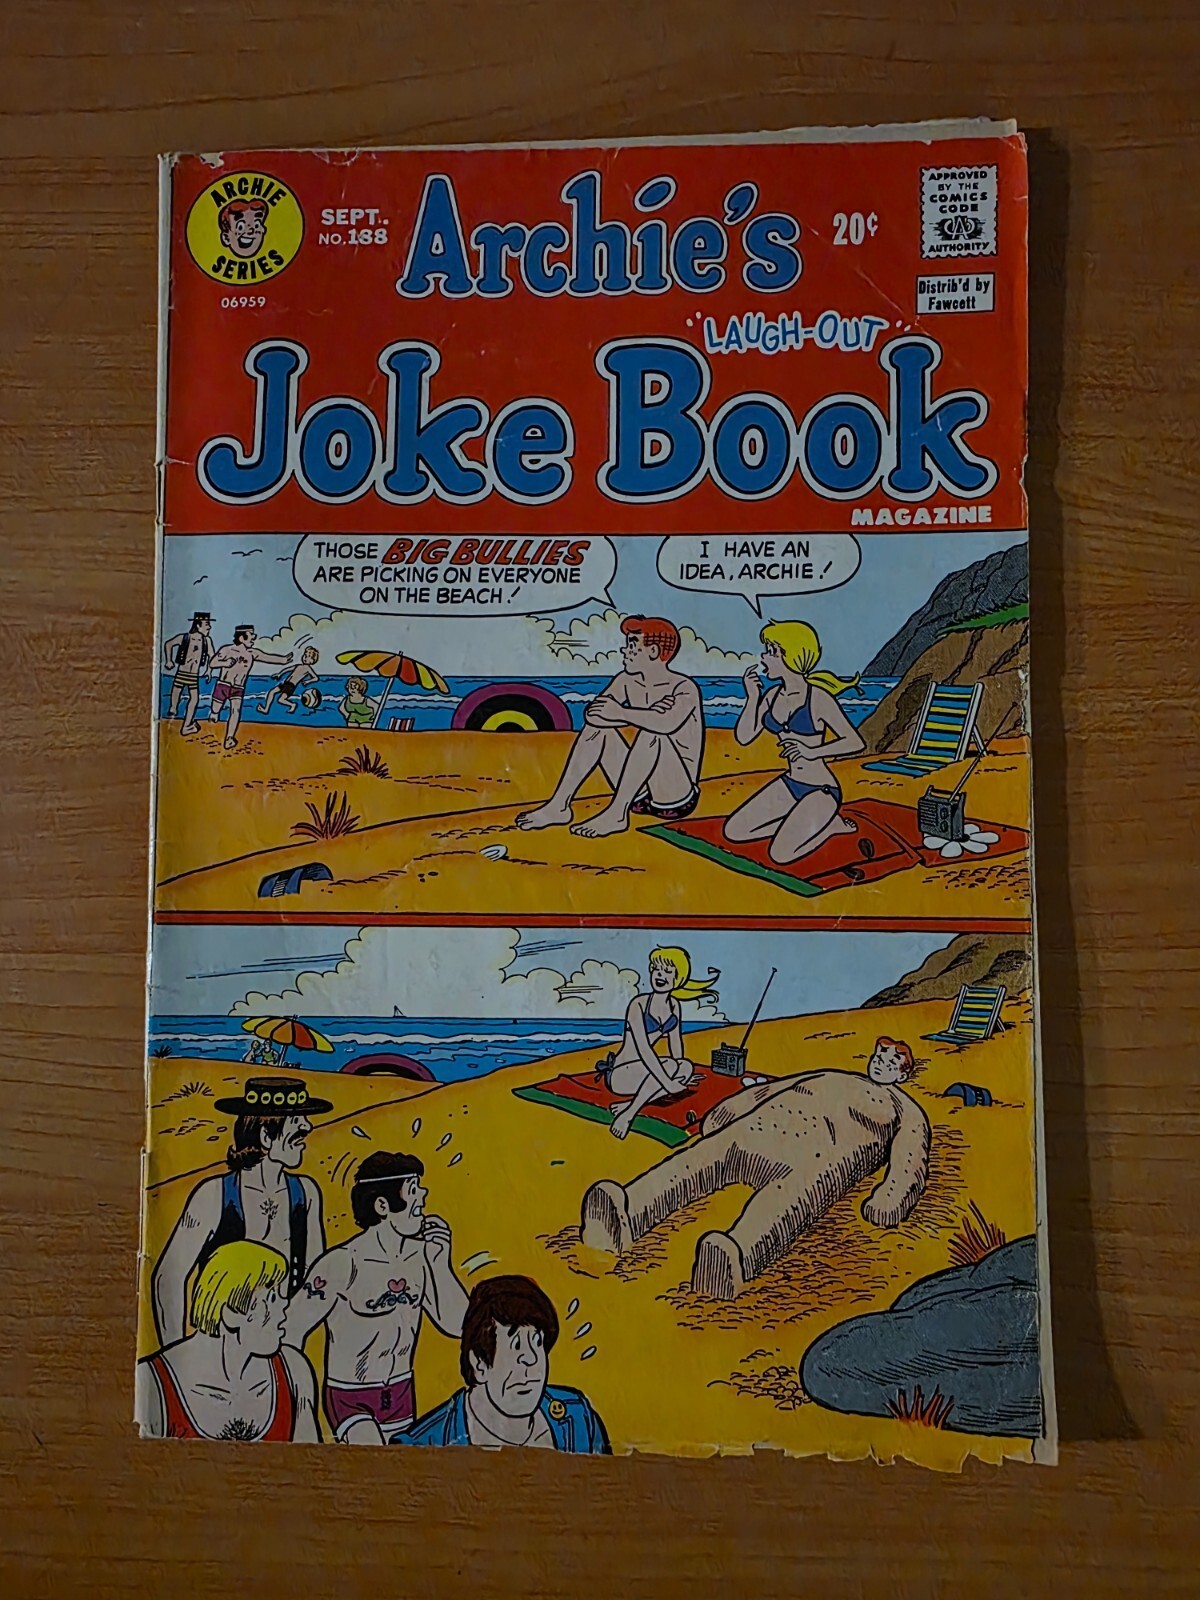 ARCHIE
SERIES
06959
SEPT.
NO.188
Archie's
20¢
APPROVED
BY THE
COMICS
CODE
CA
AUTHORITY
Distrib'd by
Fawcett
"LAUGH-OUT"
Joke Book
MAGAZINE
THOSE BIG BULLIES
ARE PICKING ON EVERYONE
ON THE BEACH!
I HAVE AN
IDEA, ARCHIE!